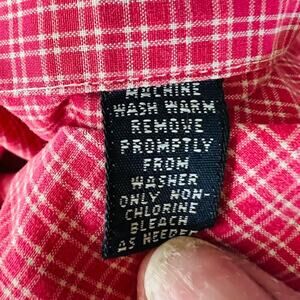 MACHINE
WASH WARM
REMOVE
PROMPTLY
FROM
WASHER
ONLY NON-
CHLORINE
BLEACH
AS NEEDED